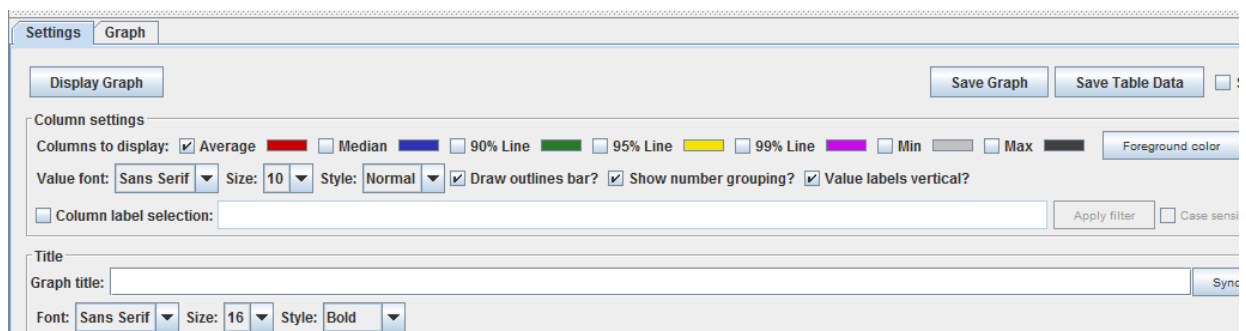 Settings Graph
Display Graph Save Graph Save Table Data
Column settings
Columns to display: Average Median 90% Line 95% Line 99% Line Min Max Foreground color
Value font: Sans Serif Size: 10 Style: Normal Draw outlines bar? Show number grouping? Value labels vertical?
Column label selection: Apply filter Case sensi
Title
Graph title: Sync
Font: Sans Serif Size: 16 Style: Bold